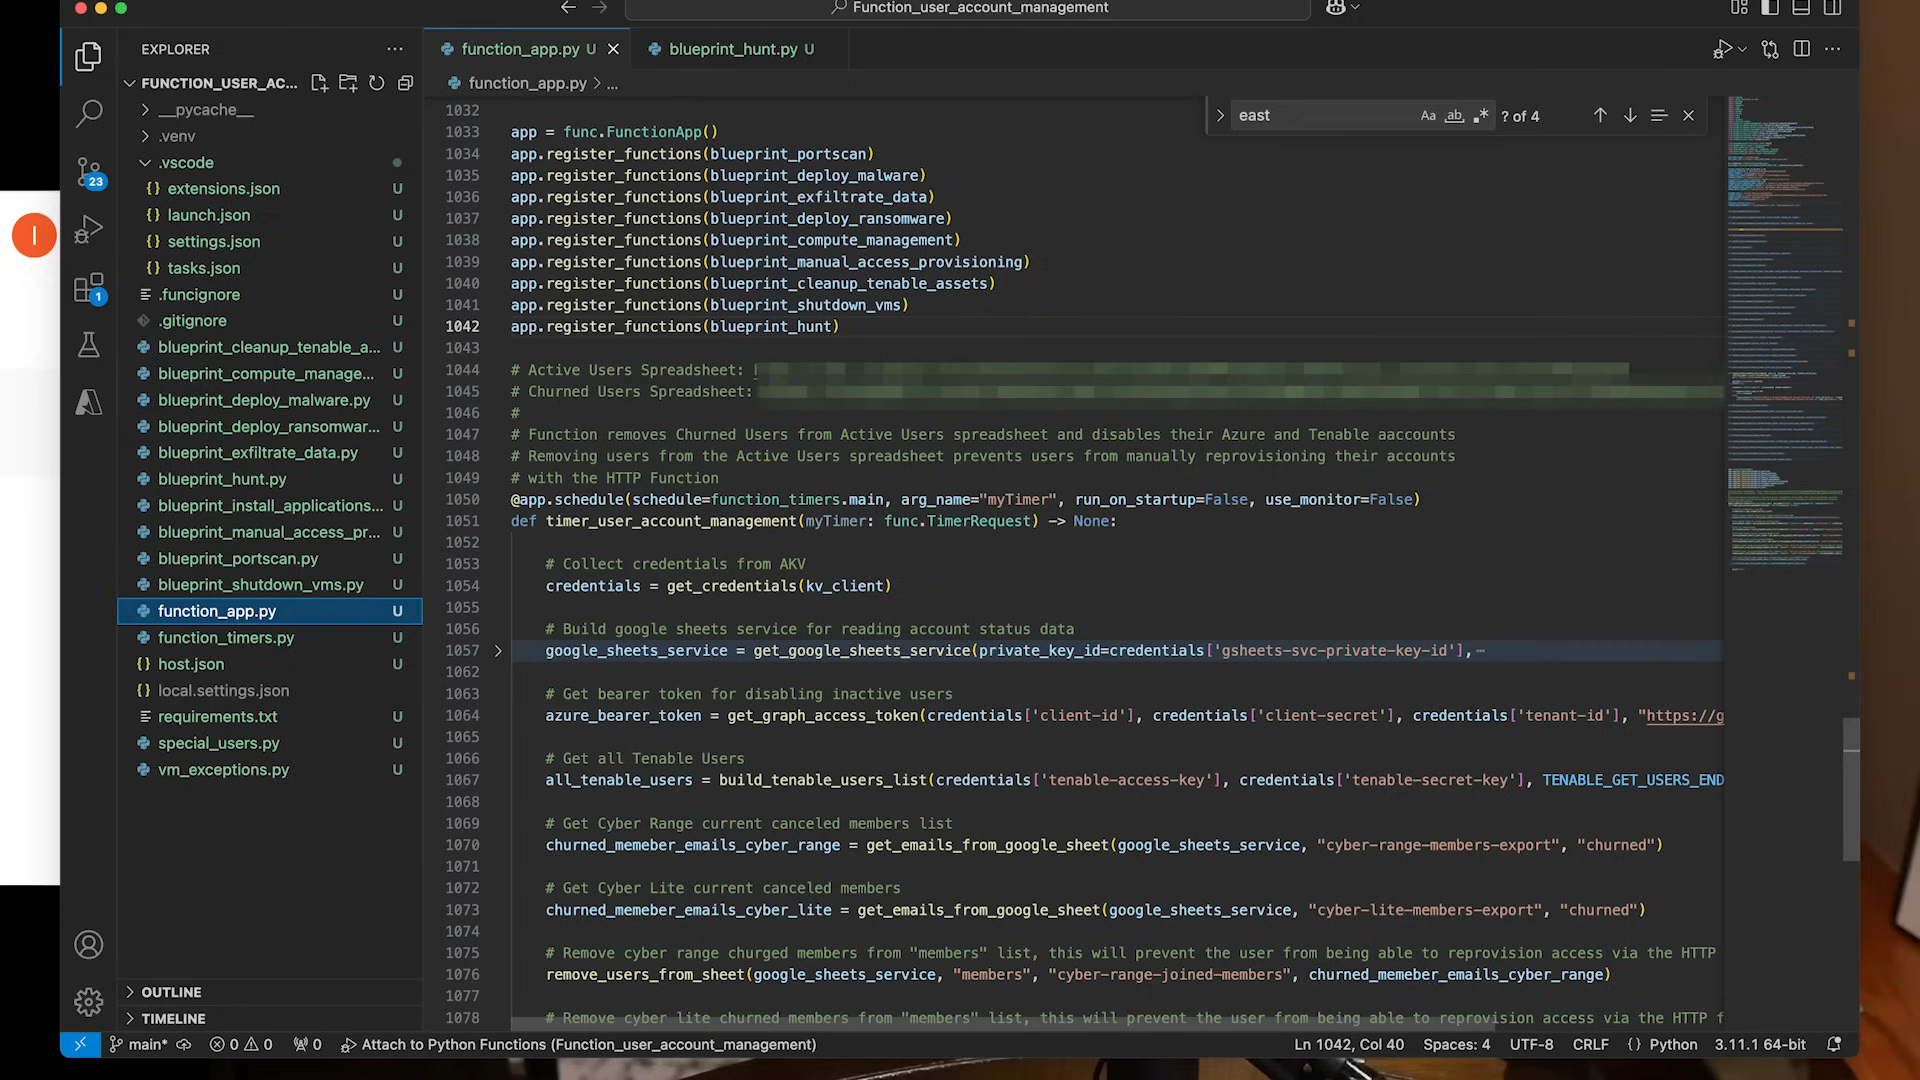 Function_user_account_management
EXPLORER
function_app.py U
blueprint_hunt.py U
FUNCTION_USER_AC...
function_app.py > ...
east
Aa ab .* ? of 4
__pycache__
.venv
.vscode
{} extensions.json U
{} launch.json U
{} settings.json U
{} tasks.json U
.funcignore U
.gitignore U
blueprint_cleanup_tenable_a... U
blueprint_compute_manage... U
blueprint_deploy_malware.py U
blueprint_deploy_ransomwar... U
blueprint_exfiltrate_data.py U
blueprint_hunt.py U
blueprint_install_applications... U
blueprint_manual_access_pr... U
blueprint_portscan.py U
blueprint_shutdown_vms.py U
function_app.py U
function_timers.py U
{} host.json U
{} local.settings.json
requirements.txt U
special_users.py U
vm_exceptions.py U
OUTLINE
TIMELINE
23
1
I
1032
1033 app = func.FunctionApp()
1034 app.register_functions(blueprint_portscan)
1035 app.register_functions(blueprint_deploy_malware)
1036 app.register_functions(blueprint_exfiltrate_data)
1037 app.register_functions(blueprint_deploy_ransomware)
1038 app.register_functions(blueprint_compute_management)
1039 app.register_functions(blueprint_manual_access_provisioning)
1040 app.register_functions(blueprint_cleanup_tenable_assets)
1041 app.register_functions(blueprint_shutdown_vms)
1042 app.register_functions(blueprint_hunt)
1043
1044 # Active Users Spreadsheet:
1045 # Churned Users Spreadsheet:
1046 #
1047 # Function removes Churned Users from Active Users spreadsheet and disables their Azure and Tenable aaccounts
1048 # Removing users from the Active Users spreadsheet prevents users from manually reprovisioning their accounts
1049 # with the HTTP Function
1050 @app.schedule(schedule=function_timers.main, arg_name="myTimer", run_on_startup=False, use_monitor=False)
1051 def timer_user_account_management(myTimer: func.TimerRequest) -> None:
1052
1053 # Collect credentials from AKV
1054 credentials = get_credentials(kv_client)
1055
1056 # Build google sheets service for reading account status data
1057 google_sheets_service = get_google_sheets_service(private_key_id=credentials['gsheets-svc-private-key-id'],⋯
1062
1063 # Get bearer token for disabling inactive users
1064 azure_bearer_token = get_graph_access_token(credentials['client-id'], credentials['client-secret'], credentials['tenant-id'], "https://g
1065
1066 # Get all Tenable Users
1067 all_tenable_users = build_tenable_users_list(credentials['tenable-access-key'], credentials['tenable-secret-key'], TENABLE_GET_USERS_END
1068
1069 # Get Cyber Range current canceled members list
1070 churned_memeber_emails_cyber_range = get_emails_from_google_sheet(google_sheets_service, "cyber-range-members-export", "churned")
1071
1072 # Get Cyber Lite current canceled members
1073 churned_memeber_emails_cyber_lite = get_emails_from_google_sheet(google_sheets_service, "cyber-lite-members-export", "churned")
1074
1075 # Remove cyber range churged members from "members" list, this will prevent the user from being able to reprovision access via the HTTP
1076 remove_users_from_sheet(google_sheets_service, "members", "cyber-range-joined-members", churned_memeber_emails_cyber_range)
1077
1078 # Remove cyber lite churned members from "members" list, this will prevent the user from being able to reprovision access via the HTTP f
main* 0 0 0 Attach to Python Functions (Function_user_account_management) Ln 1042, Col 40 Spaces: 4 UTF-8 CRLF {} Python 3.11.1 64-bit